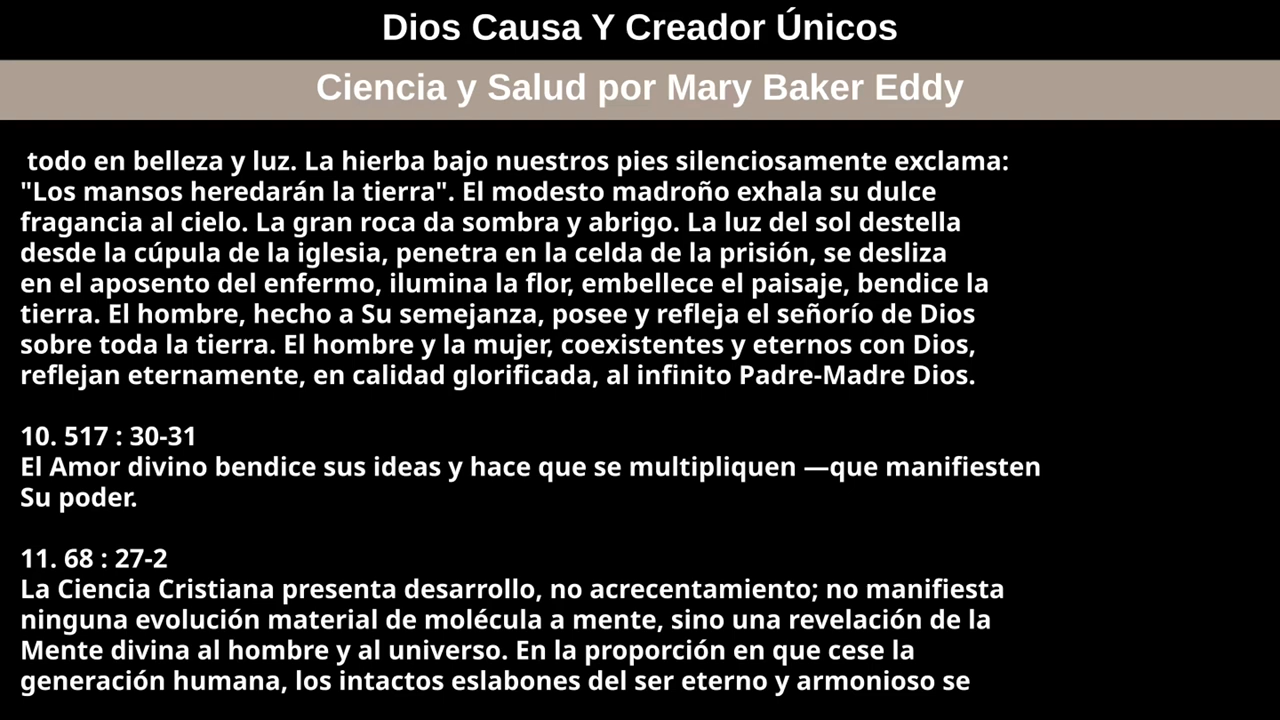 Dios Causa Y Creador Únicos
Ciencia y Salud por Mary Baker Eddy
todo en belleza y luz. La hierba bajo nuestros pies silenciosamente exclama:
"Los mansos heredarán la tierra". El modesto madroño exhala su dulce
fragancia al cielo. La gran roca da sombra y abrigo. La luz del sol destella
desde la cúpula de la iglesia, penetra en la celda de la prisión, se desliza
en el aposento del enfermo, ilumina la flor, embellece el paisaje, bendice la
tierra. El hombre, hecho a Su semejanza, posee y refleja el señorío de Dios
sobre toda la tierra. El hombre y la mujer, coexistentes y eternos con Dios,
reflejan eternamente, en calidad glorificada, al infinito Padre-Madre Dios.
10. 517 : 30-31
El Amor divino bendice sus ideas y hace que se multipliquen —que manifiesten
Su poder.
11. 68 : 27-2
La Ciencia Cristiana presenta desarrollo, no acrecentamiento; no manifiesta
ninguna evolución material de molécula a mente, sino una revelación de la
Mente divina al hombre y al universo. En la proporción en que cese la
generación humana, los intactos eslabones del ser eterno y armonioso se